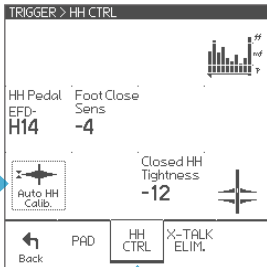 TRIGGER > HH CTRL
ff
mf
p
HH Pedal
EFD-
H14
Foot Close
Sens
-4
Auto HH
Calib.
Closed HH
Tightness
-12
Back
PAD
HH
CTRL
X-TALK
ELIM.